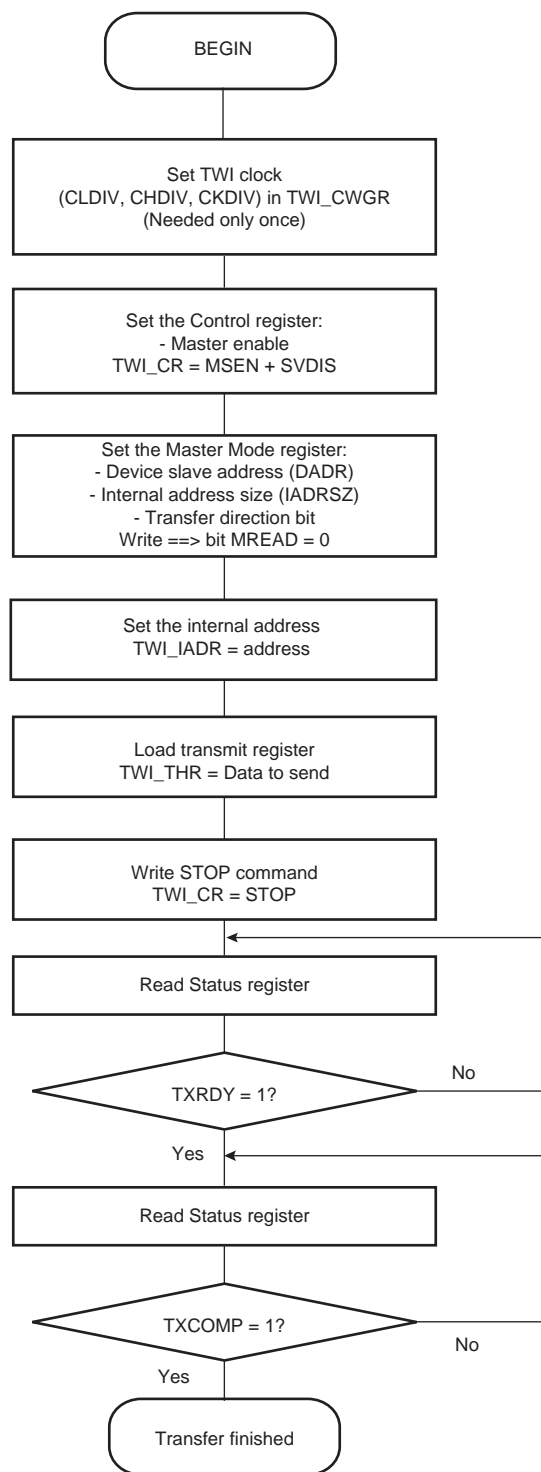 BEGIN
Set TWI clock
(CLDIV, CHDIV, CKDIV) in TWI_CWGR
(Needed only once)
Set the Control register:
- Master enable
TWI_CR = MSEN + SVDIS
Set the Master Mode register:
- Device slave address (DADR)
- Internal address size (IADRSZ)
- Transfer direction bit
Write ==> bit MREAD = 0
Set the internal address
TWI_IADR = address
Load transmit register
TWI_THR = Data to send
Write STOP command
TWI_CR = STOP
Read Status register
No
TXRDY = 1?
Yes
Read Status register
TXCOMP = 1?
No
Yes
Transfer finished